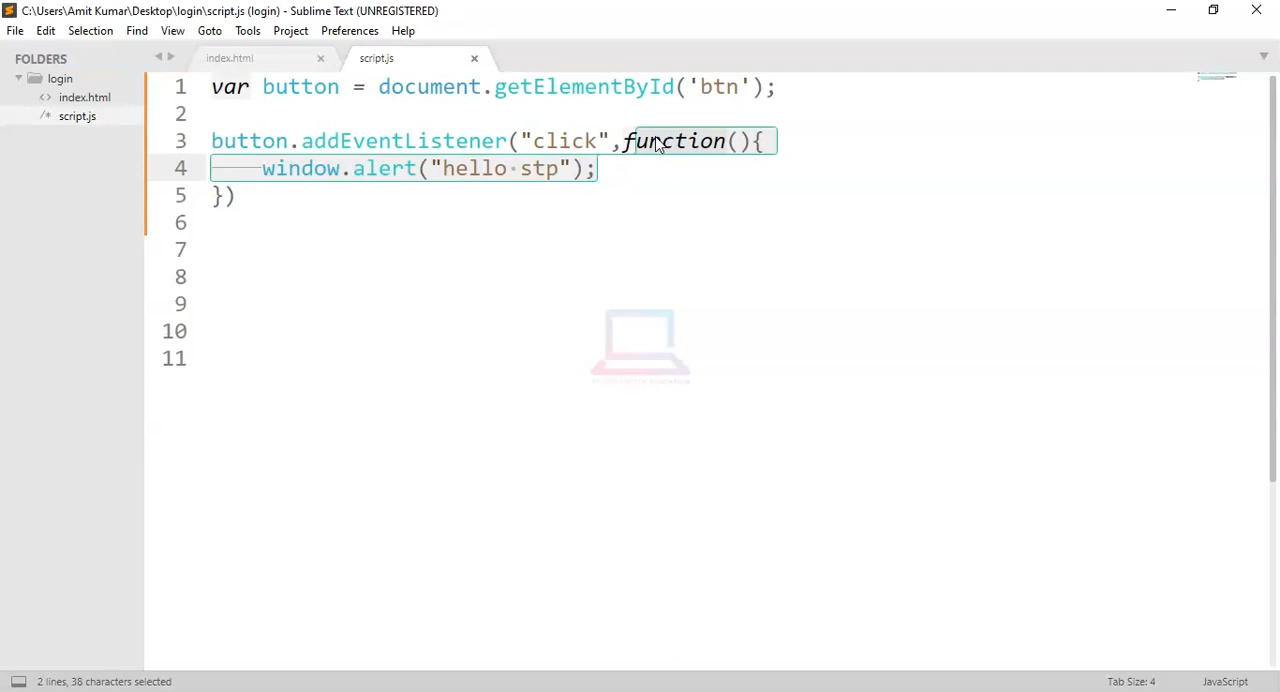 C:\Users\Amit Kumar\Desktop\login\script.js (login) - Sublime Text (UNREGISTERED)
File Edit Selection Find View Goto Tools Project Preferences Help
FOLDERS
login
<> index.html
/* script.js
index.html
script.js
1 var button = document.getElementById('btn');
2
3 button.addEventListener("click",function(){
4 window.alert("hello stp");
5 })
6
7
8
9
10
11
2 lines, 38 characters selected
Tab Size: 4
JavaScript